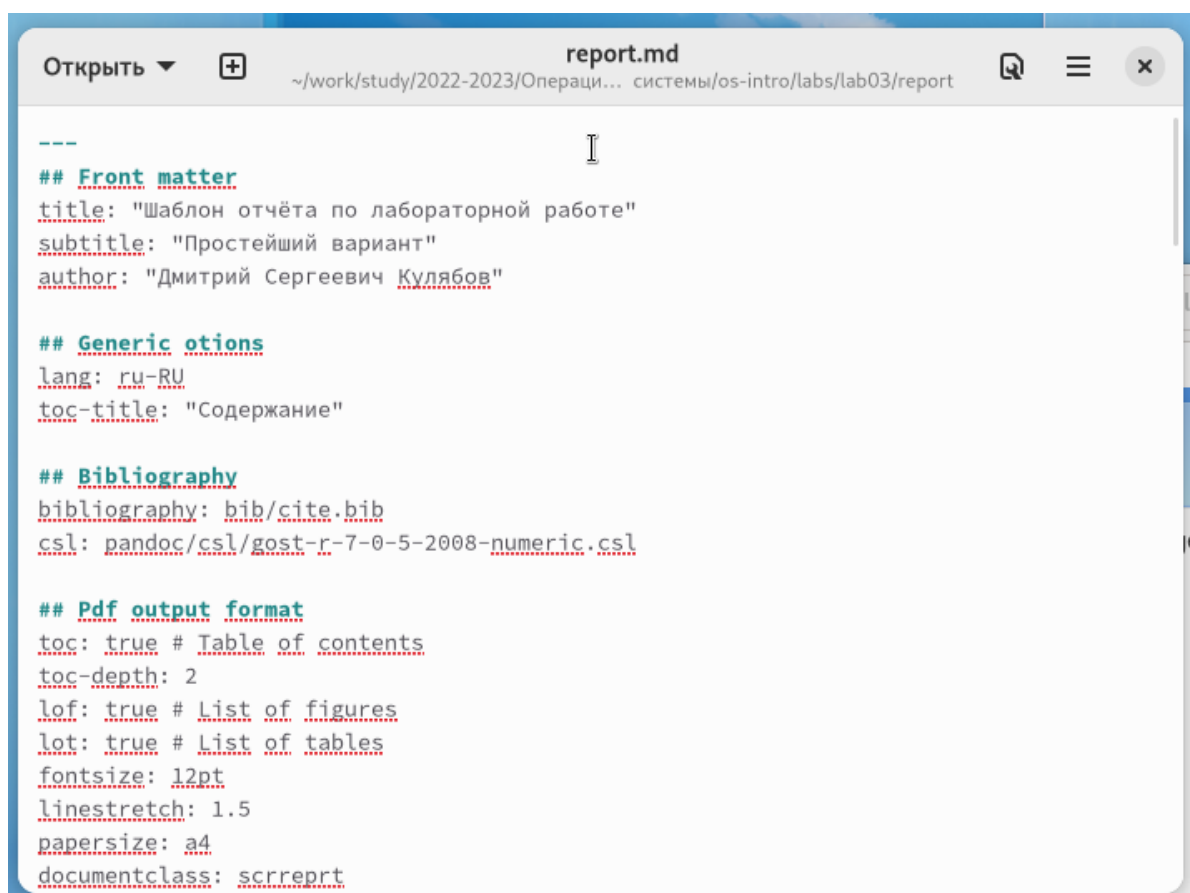 Открыть
report.md
~/work/study/2022-2023/Операци… системы/os-intro/labs/lab03/report
---
## Front matter
title: "Шаблон отчёта по лабораторной работе"
subtitle: "Простейший вариант"
author: "Дмитрий Сергеевич Кулябов"
## Generic otions
lang: ru-RU
toc-title: "Содержание"
## Bibliography
bibliography: bib/cite.bib
csl: pandoc/csl/gost-r-7-0-5-2008-numeric.csl
## Pdf output format
toc: true # Table of contents
toc-depth: 2
lof: true # List of figures
lot: true # List of tables
fontsize: 12pt
linestretch: 1.5
papersize: a4
documentclass: scrreprt